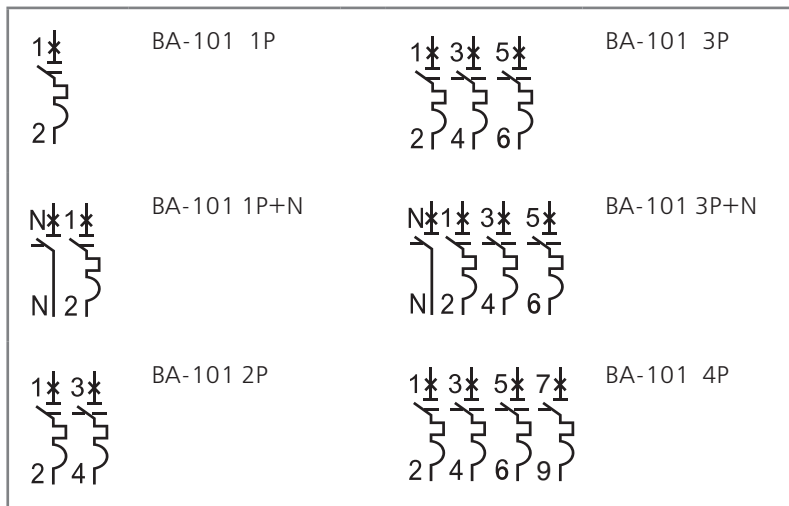 1 BA-101 1P
2
1 3 5 BA-101 3P
2 4 6
N 1 BA-101 1P+N
N 2
N 1 3 5 BA-101 3P+N
N 2 4 6
1 3 BA-101 2P
2 4
1 3 5 7 BA-101 4P
2 4 6 9